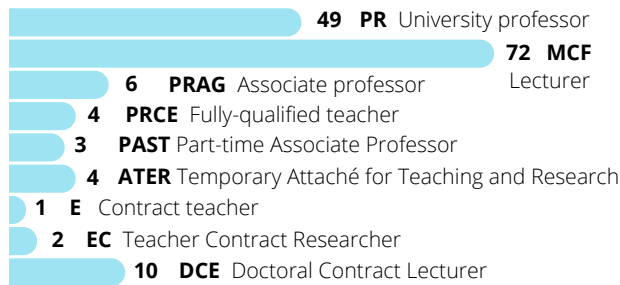 49 PR University professor
72 MCF
Lecturer
6 PRAG Associate professor
4 PRCE Fully-qualified teacher
3 PAST Part-time Associate Professor
4 ATER Temporary Attaché for Teaching and Research
1 E Contract teacher
2 EC Teacher Contract Researcher
10 DCE Doctoral Contract Lecturer